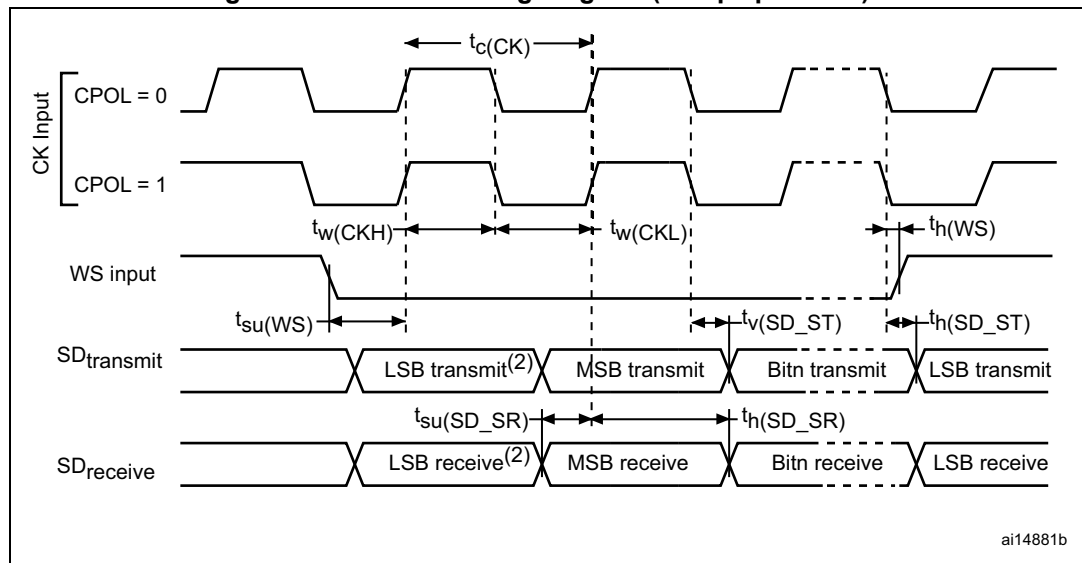 tc(CK)
CK Input
CPOL = 0
CPOL = 1
tw(CKH)
tw(CKL)
th(WS)
WS input
tsu(WS)
tv(SD_ST)
th(SD_ST)
SDtransmit
LSB transmit(2)
MSB transmit
Bitn transmit
LSB transmit
tsu(SD_SR)
th(SD_SR)
SDreceive
LSB receive(2)
MSB receive
Bitn receive
LSB receive
ai14881b